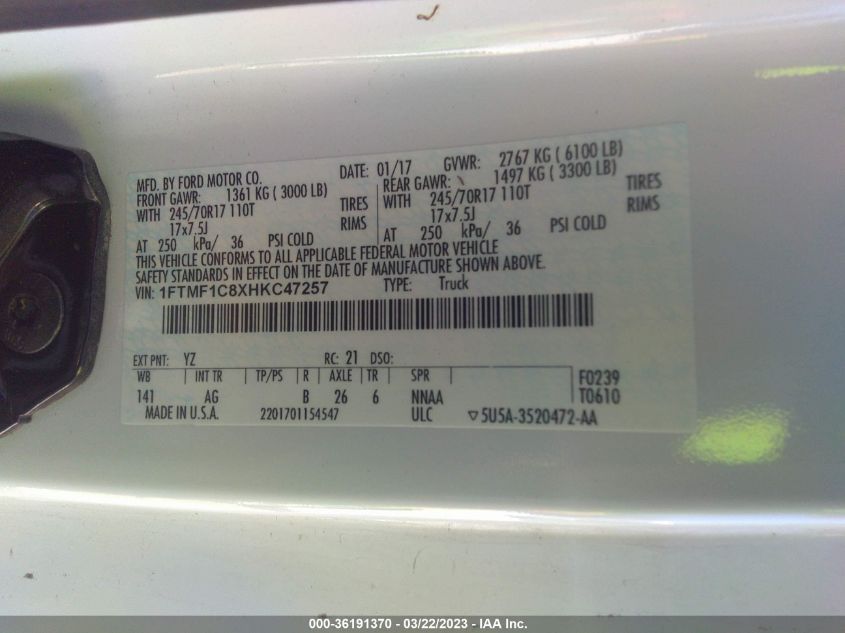 MFD. BY FORD MOTOR CO. DATE: 01/17 GVWR: 2767 KG ( 6100 LB)
FRONT GAWR: 1361 KG ( 3000 LB) REAR GAWR: 1497 KG ( 3300 LB)
WITH 245/70R17 110T TIRES WITH 245/70R17 110T TIRES
17x7.5J RIMS 17x7.5J RIMS
AT 250 kPa/ 36 PSI COLD AT 250 kPa/ 36 PSI COLD
THIS VEHICLE CONFORMS TO ALL APPLICABLE FEDERAL MOTOR VEHICLE
SAFETY STANDARDS IN EFFECT ON THE DATE OF MANUFACTURE SHOWN ABOVE.
VIN: 1FTMF1C8XHKC47257 TYPE: Truck
EXT PNT: YZ RC: 21 DSO:
WB INT TR TP/PS R AXLE TR SPR F0239
141 AG B 26 6 NNAA T0610
MADE IN U.S.A. 2201701154547 ULC 5U5A-3520472-AA
000-36191370 - 03/22/2023 - IAA Inc.